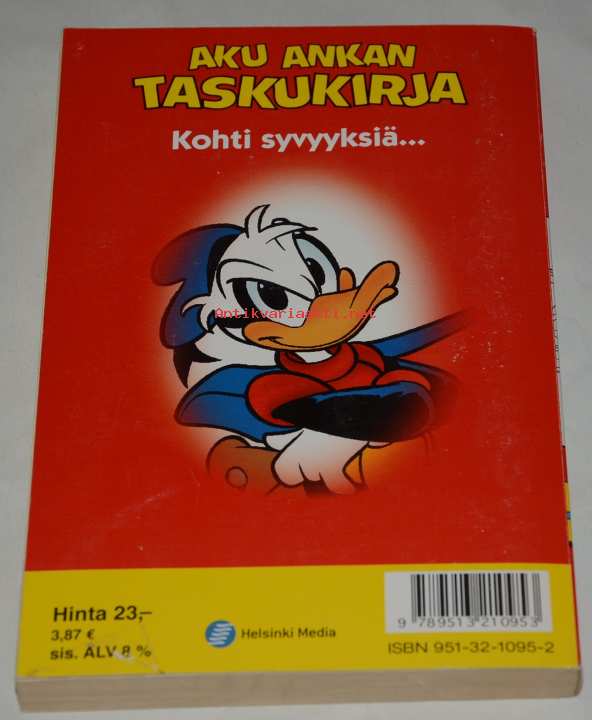 AKU ANKAN
TASKUKIRJA
Kohti syvyyksiä...
Antikvariaatti.net
Hinta 23,–
3,87 €
sis. ALV 8 %
Helsinki Media
9 789513 210953
ISBN 951-32-1095-2